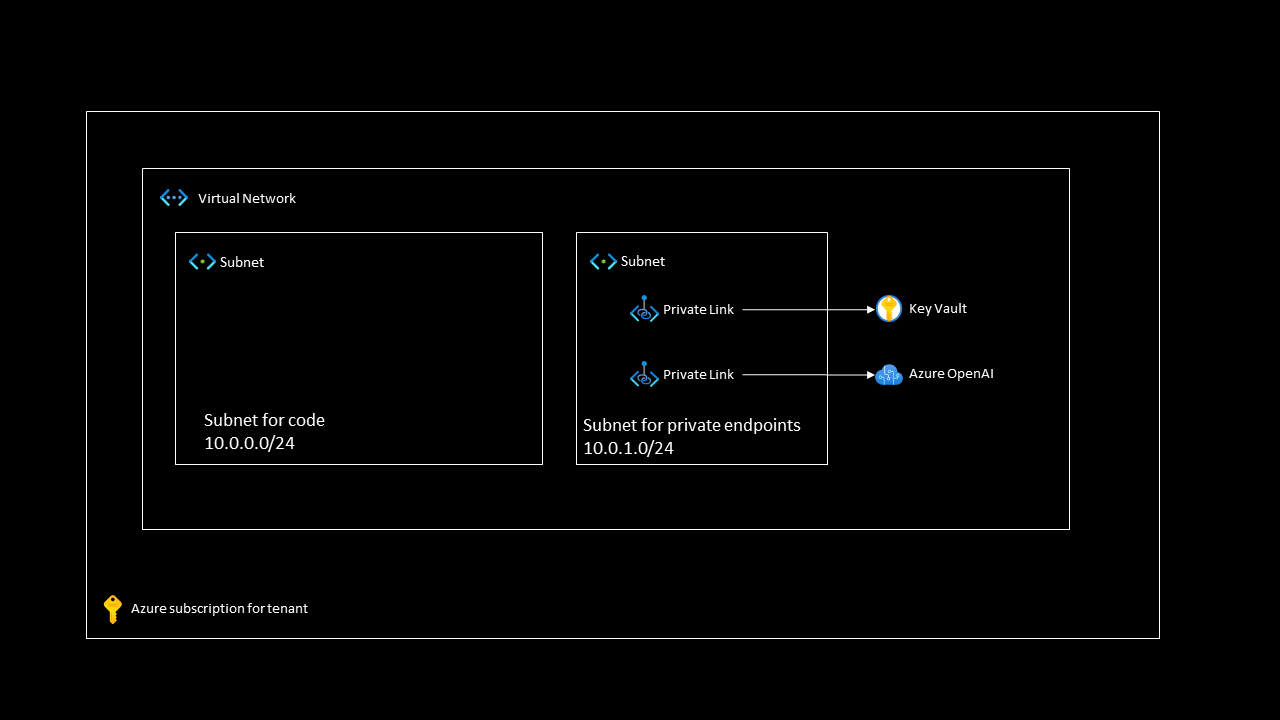 Virtual Network
Subnet
Subnet for code
10.0.0.0/24
Subnet
Private Link
Key Vault
Private Link
Azure OpenAI
Subnet for private endpoints
10.0.1.0/24
Azure subscription for tenant